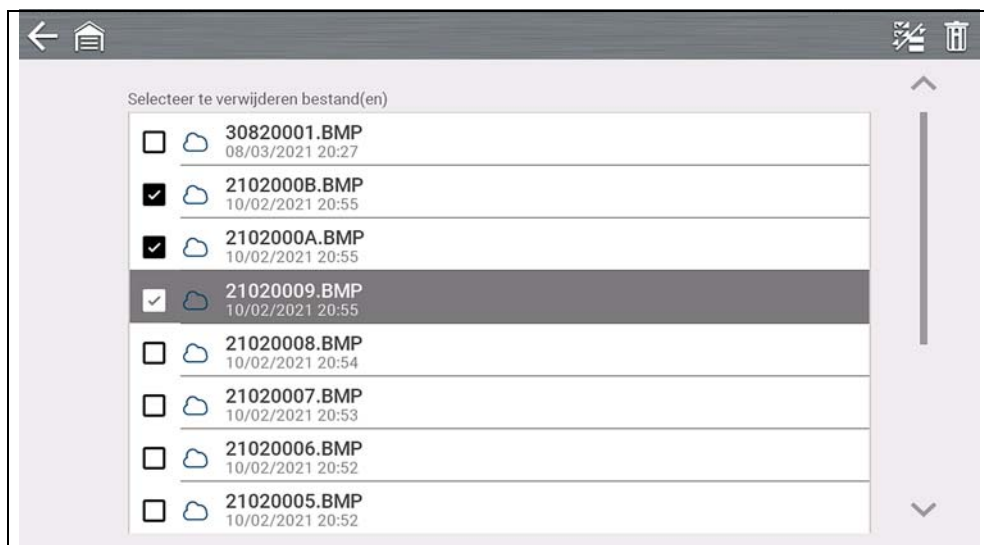 Selecteer te verwijderen bestand(en)
30820001.BMP
08/03/2021 20:27
2102000B.BMP
10/02/2021 20:55
2102000A.BMP
10/02/2021 20:55
21020009.BMP
10/02/2021 20:55
21020008.BMP
10/02/2021 20:54
21020007.BMP
10/02/2021 20:53
21020006.BMP
10/02/2021 20:52
21020005.BMP
10/02/2021 20:52